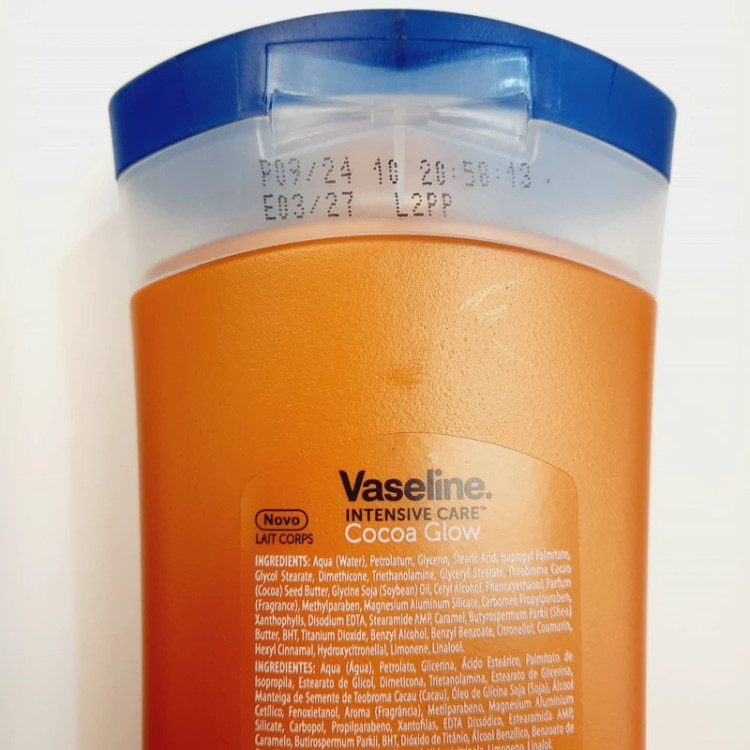 P09/24 10 20:58:13
E03/27 L2PP
Vaseline.
INTENSIVE CARE™
Novo
Cocoa Glow
LAIT CORPS
INGREDIENTS: Aqua (Water), Petrolatum, Glycerin, Stearic Acid, Isopropyl Palmitate,
Glycol Stearate, Dimethicone, Triethanolamine, Glyceryl Stearate, Theobroma Cacao
(Cocoa) Seed Butter, Glycine Soja (Soybean) Oil, Cetyl Alcohol, Phenoxyethanol, Parfum
(Fragrance), Methylparaben, Magnesium Aluminum Silicate, Carbomer, Propylparaben,
Xanthophylls, Disodium EDTA, Stearamide AMP, Caramel, Butyrospermum Parkii (Shea)
Butter, BHT, Titanium Dioxide, Benzyl Alcohol, Benzyl Benzoate, Citronellol, Coumarin,
Hexyl Cinnamal, Hydroxycitronellal, Limonene, Linalool.
INGREDIENTES: Aqua (Água), Petrolato, Glicerina, Ácido Esteárico, Palmitato de
Isopropila, Estearato de Glicol, Dimeticona, Trietanolamina, Estearato de Glicerina,
Manteiga de Semente de Teobroma Cacau (Cacau), Óleo de Glicina Soja (Soja), Álcool
Cetílico, Fenoxietanol, Aroma (Fragrância), Metilparabeno, Magnesium Aluminium
Silicate, Carbopol, Propilparabeno, Xantofilas, EDTA Dissódico, Estearamida AMP,
Caramelo, Butirospermum Parkii, BHT, Dióxido de Titânio, Álcool Benzílico, Benzoato de
Limoneno, Linalol.